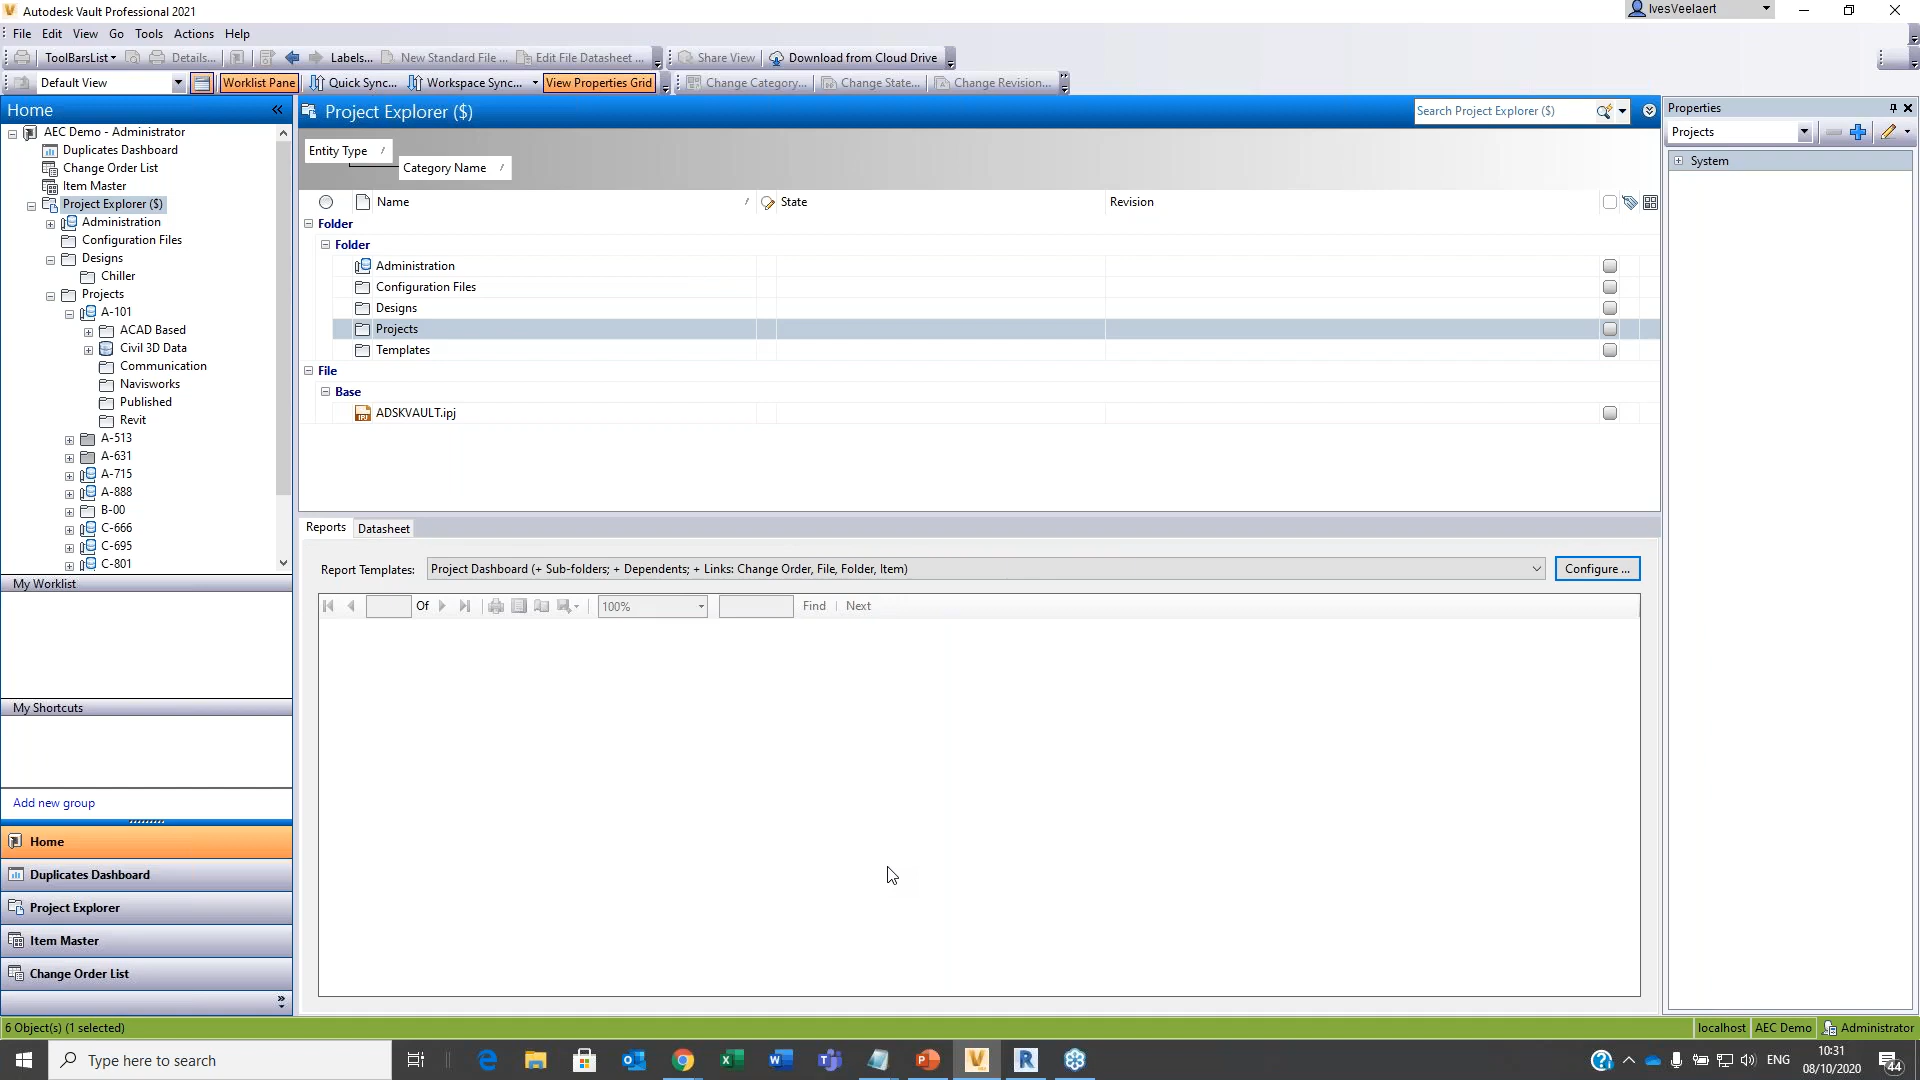 Autodesk Vault Professional 2021
IvesVeelaert
File Edit View Go Tools Actions Help
ToolBarsList Details... Labels... New Standard File ... Edit File Datasheet ... Share View Download from Cloud Drive
Default View Worklist Pane Quick Sync... Workspace Sync... View Properties Grid Change Category... Change State... Change Revision...
Home
AEC Demo - Administrator
Duplicates Dashboard
Change Order List
Item Master
Project Explorer ($)
Administration
Configuration Files
Designs
Chiller
Projects
A-101
ACAD Based
Civil 3D Data
Communication
Navisworks
Published
Revit
A-513
A-631
A-715
A-888
B-00
C-666
C-695
C-801
My Worklist
My Shortcuts
Add new group
Home
Duplicates Dashboard
Project Explorer
Item Master
Change Order List
Project Explorer ($)
Search Project Explorer ($)
Entity Type /
Category Name /
Name / State Revision
Folder
Folder
Administration
Configuration Files
Designs
Projects
Templates
File
Base
ADSKVAULT.ipj
Reports Datasheet
Report Templates: Project Dashboard (+ Sub-folders; + Dependents; + Links: Change Order, File, Folder, Item) Configure ...
Of 100% Find Next
Properties
Projects
System
6 Object(s) (1 selected)
localhost AEC Demo Administrator
Type here to search
ENG
10:31
08/10/2020
44